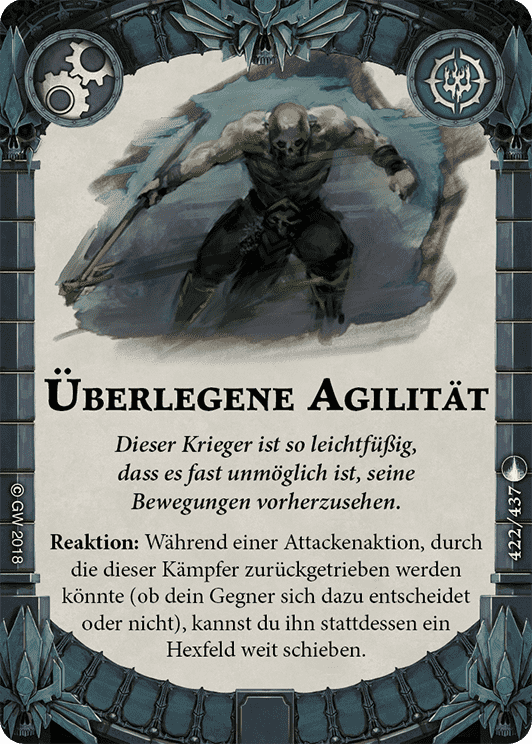 Überlegene Agilität
Dieser Krieger ist so leichtfüßig,
dass es fast unmöglich ist, seine
Bewegungen vorherzusehen.
Reaktion: Während einer Attackenaktion, durch
die dieser Kämpfer zurückgetrieben werden
könnte (ob dein Gegner sich dazu entscheidet
oder nicht), kannst du ihn stattdessen ein
Hexfeld weit schieben.
© GW 2018
422/437